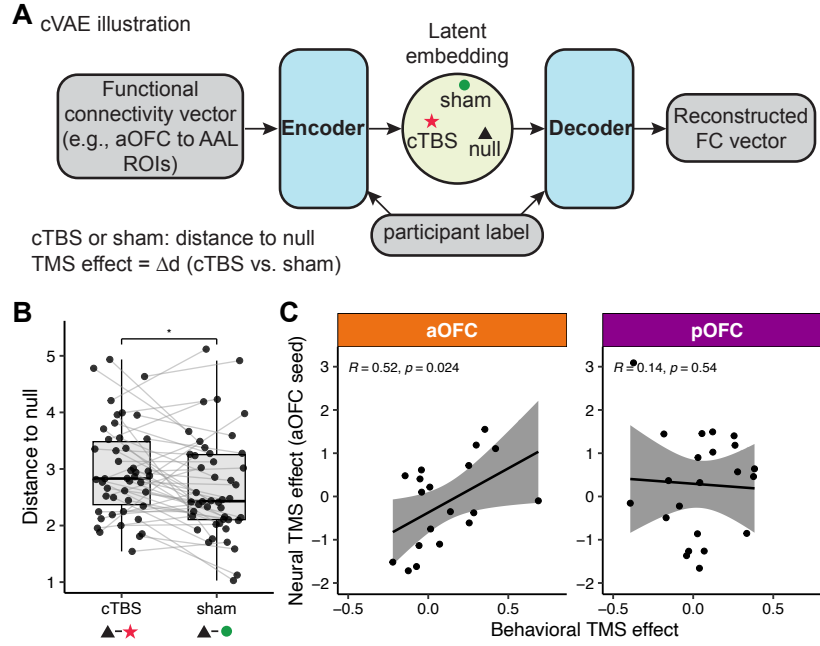 A cVAE illustration
Functional
connectivity vector
(e.g., aOFC to AAL
ROIs)
Encoder
Latent
embedding
sham
cTBS
null
Decoder
Reconstructed
FC vector
participant label
cTBS or sham: distance to null
TMS effect = Δd (cTBS vs. sham)
B
*
Distance to null
5
4
3
2
1
cTBS
sham
C
aOFC
pOFC
R = 0.52, p = 0.024
R = 0.14, p = 0.54
Neural TMS effect (aOFC seed)
3
2
1
0
−1
−2
3
2
1
0
−1
−2
−0.5
0.0
0.5
−0.5
0.0
0.5
Behavioral TMS effect